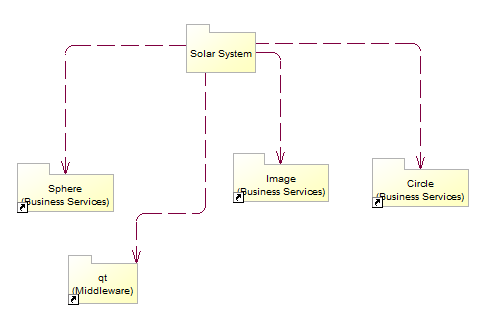 Solar System
Sphere
(Business Services)
Image
(Business Services)
Circle
(Business Services)
qt
(Middleware)